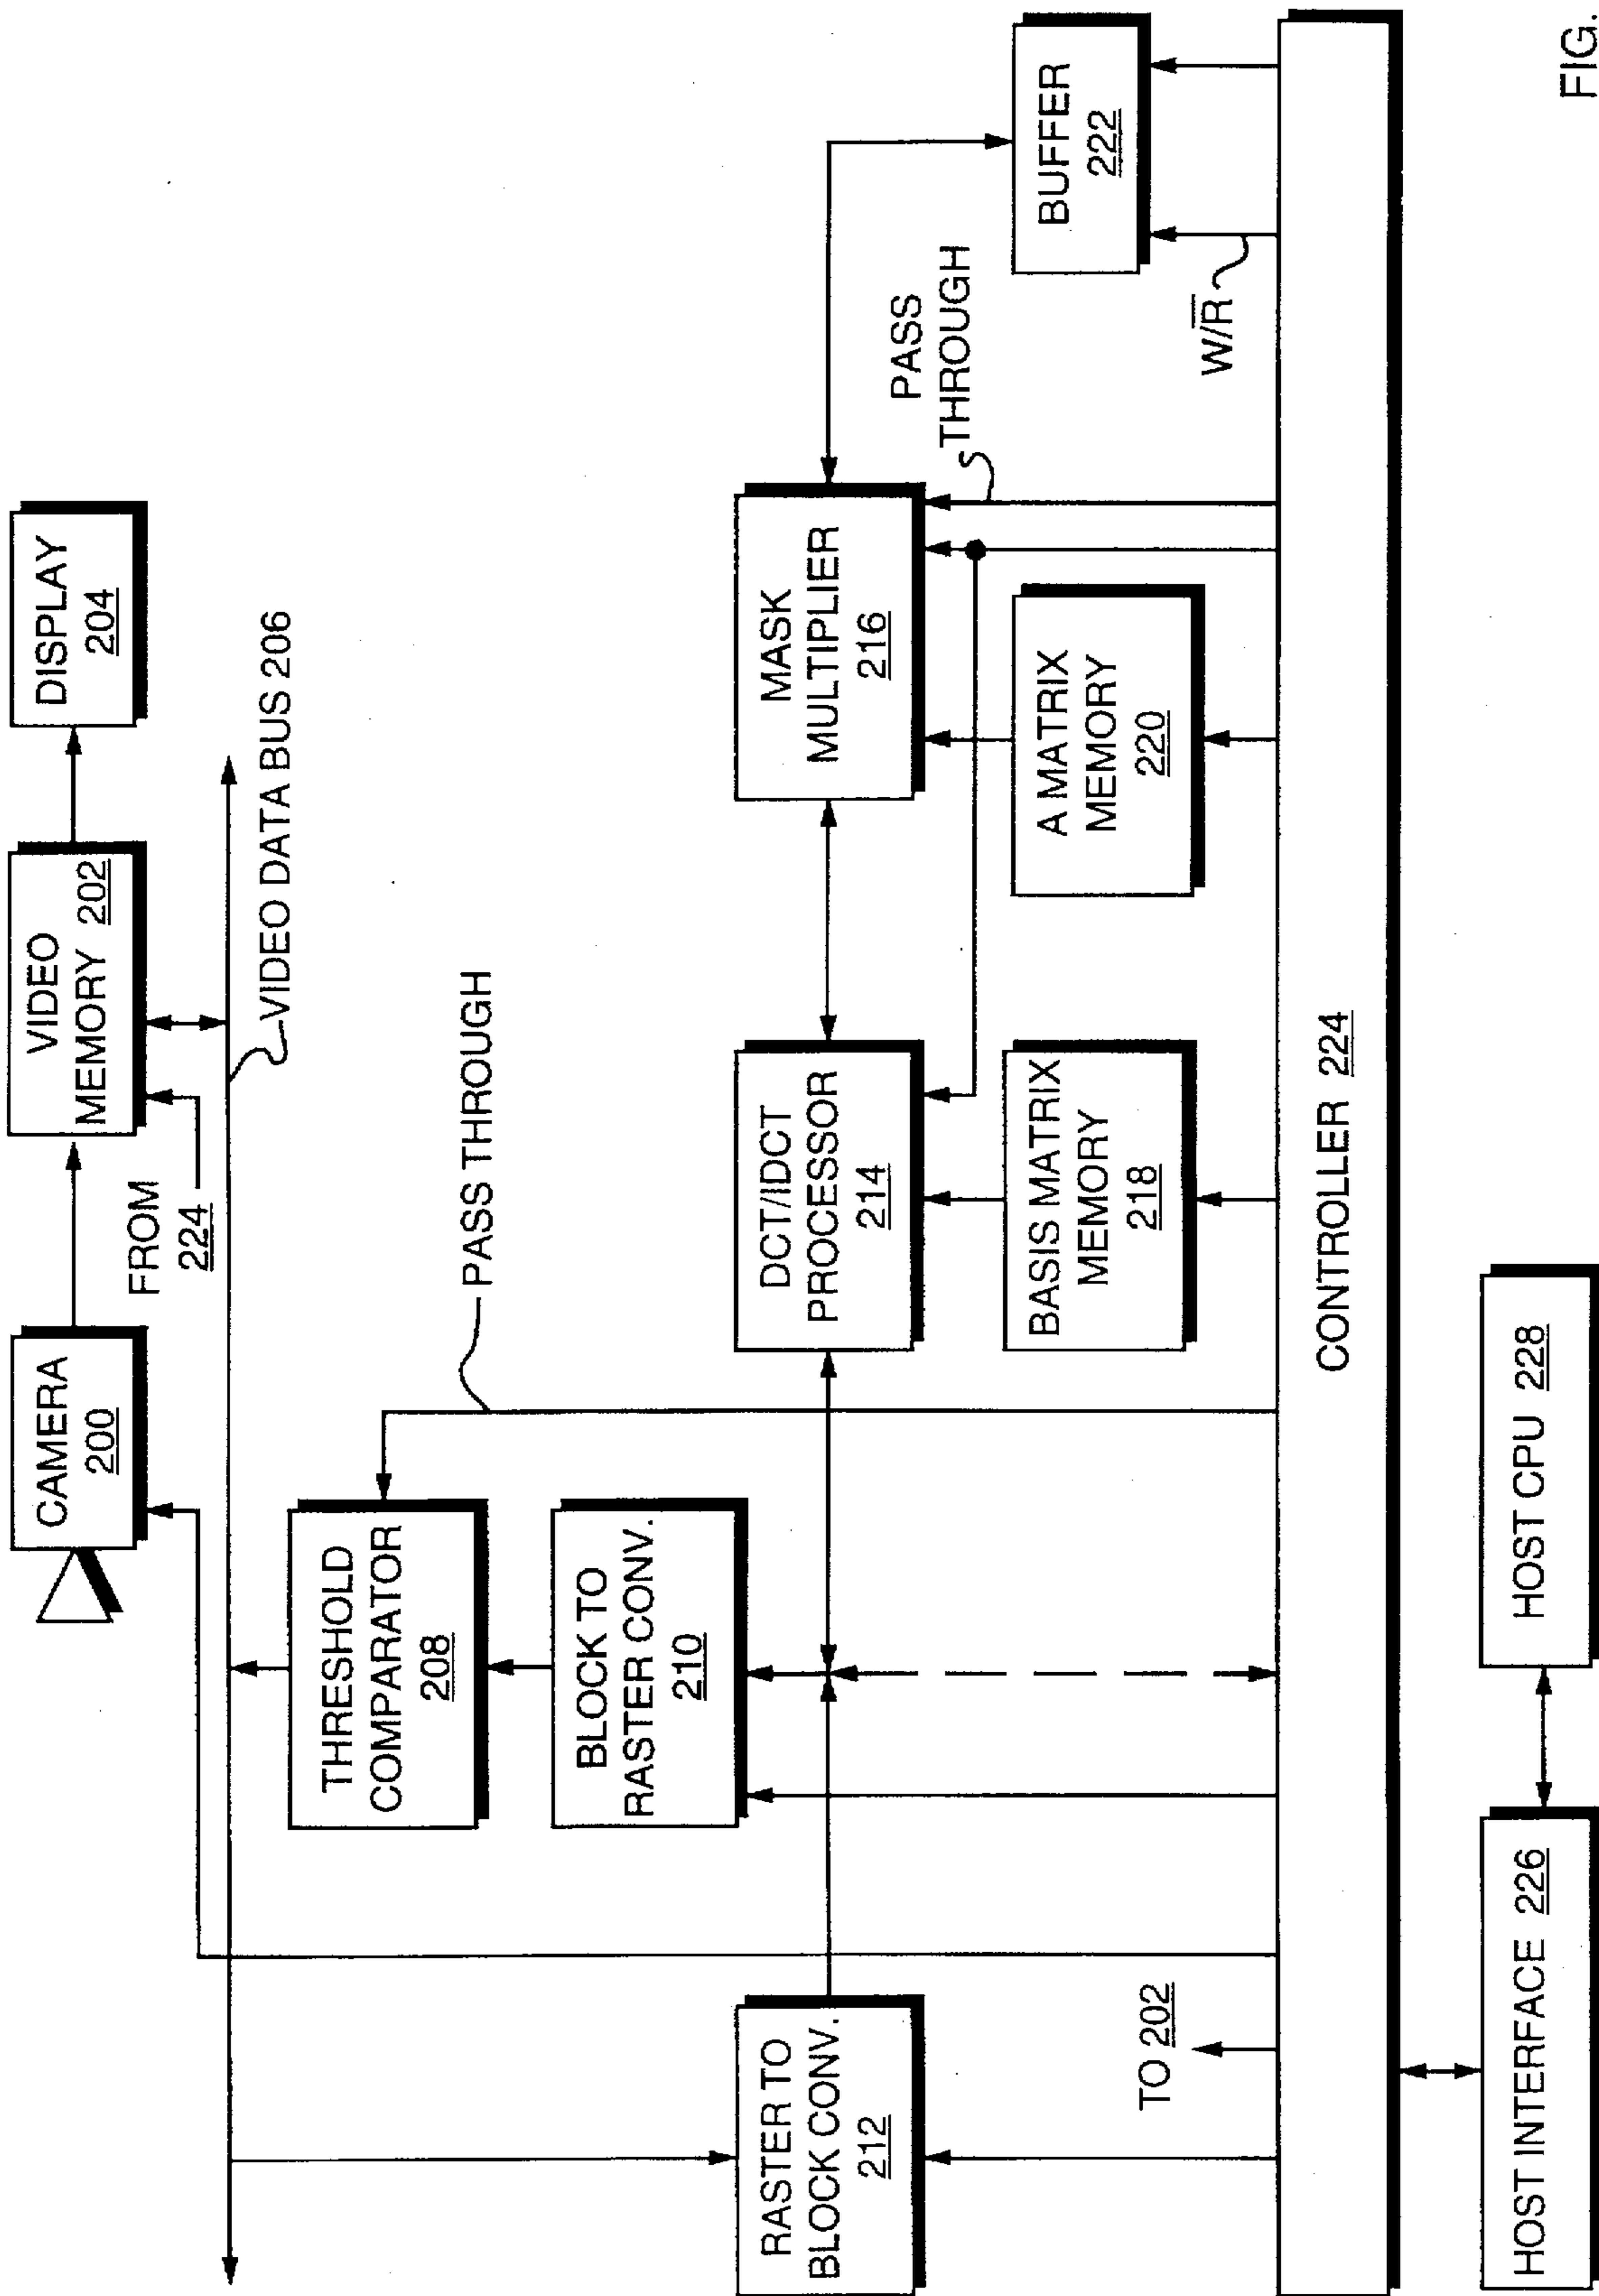 CAMERA
200
VIDEO
MEMORY 202
DISPLAY
204
FROM
224
VIDEO DATA BUS 206
PASS THROUGH
THRESHOLD
COMPARATOR
208
BLOCK TO
RASTER CONV.
210
RASTER TO
BLOCK CONV.
212
DCT/IDCT
PROCESSOR
214
MASK
MULTIPLIER
216
PASS
THROUGH
BASIS MATRIX
MEMORY
218
A MATRIX
MEMORY
220
BUFFER
222
W/R̅
TO 202
CONTROLLER 224
HOST INTERFACE 226
HOST CPU 228
FIG.